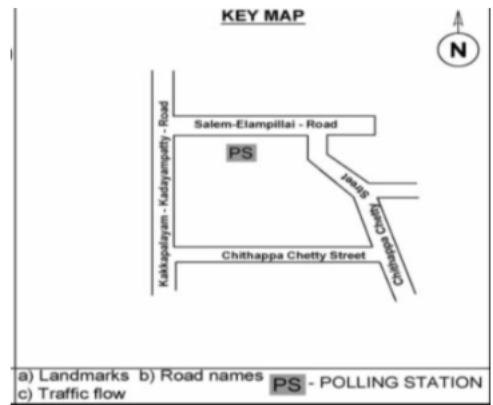 KEY MAP
N
Salem-Elampillai - Road
PS
Kakkapalayam - Kadayampatty - Road
Street
Chithappa Chetty Street
Chithappa Chetty Street
a) Landmarks b) Road names PS - POLLING STATION
c) Traffic flow